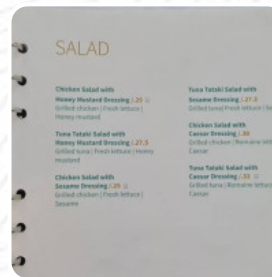 SALAD
Chicken Salad with
Honey Mustard Dressing /.25
Grilled chicken | Fresh lettuce |
Honey mustard
Tuna Tataki Salad with
Honey Mustard Dressing /.27.5
Grilled tuna | Fresh lettuce | Honey
mustard
Chicken Salad with
Sesame Dressing /.25
Grilled chicken | Fresh lettuce |
Sesame
Tuna Tataki Salad with
Sesame Dressing /.27.5
Grilled tuna | Fresh lettuce |
Chicken Salad with
Caesar Dressing /.30
Grilled chicken | Romaine
Caesar
Tuna Tataki Salad with
Caesar Dressing /.32
Grilled tuna | Romaine lettuce
Caesar